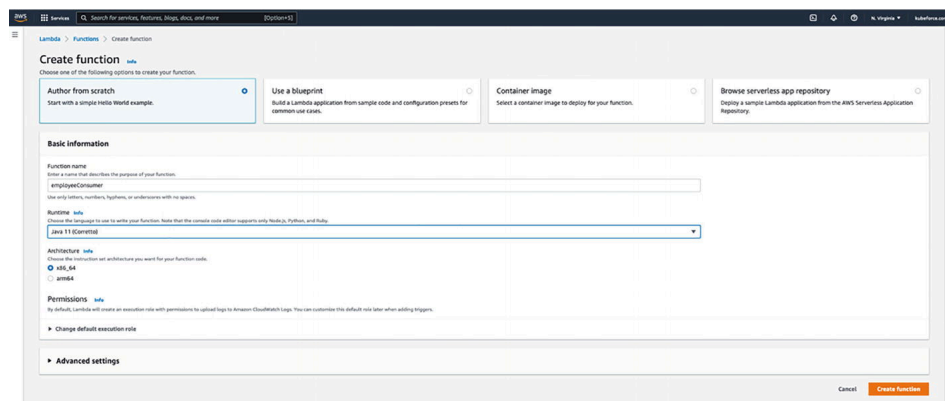 aws
Services
Search for services, features, blogs, docs, and more
[Option+S]
N. Virginia
kubeforce.co
Lambda > Functions > Create function
Create function Info
Choose one of the following options to create your function.
Author from scratch
Start with a simple Hello World example.
Use a blueprint
Build a Lambda application from sample code and configuration presets for
common use cases.
Container image
Select a container image to deploy for your function.
Browse serverless app repository
Deploy a sample Lambda application from the AWS Serverless Application
Repository.
Basic information
Function name
Enter a name that describes the purpose of your function.
employeeConsumer
Use only letters, numbers, hyphens, or underscores with no spaces.
Runtime Info
Choose the language to use to write your function. Note that the console code editor supports only Node.js, Python, and Ruby.
Java 11 (Corretto)
Architecture Info
Choose the instruction set architecture you want for your function code.
x86_64
arm64
Permissions Info
By default, Lambda will create an execution role with permissions to upload logs to Amazon CloudWatch Logs. You can customize this default role later when adding triggers.
Change default execution role
Advanced settings
Cancel
Create function